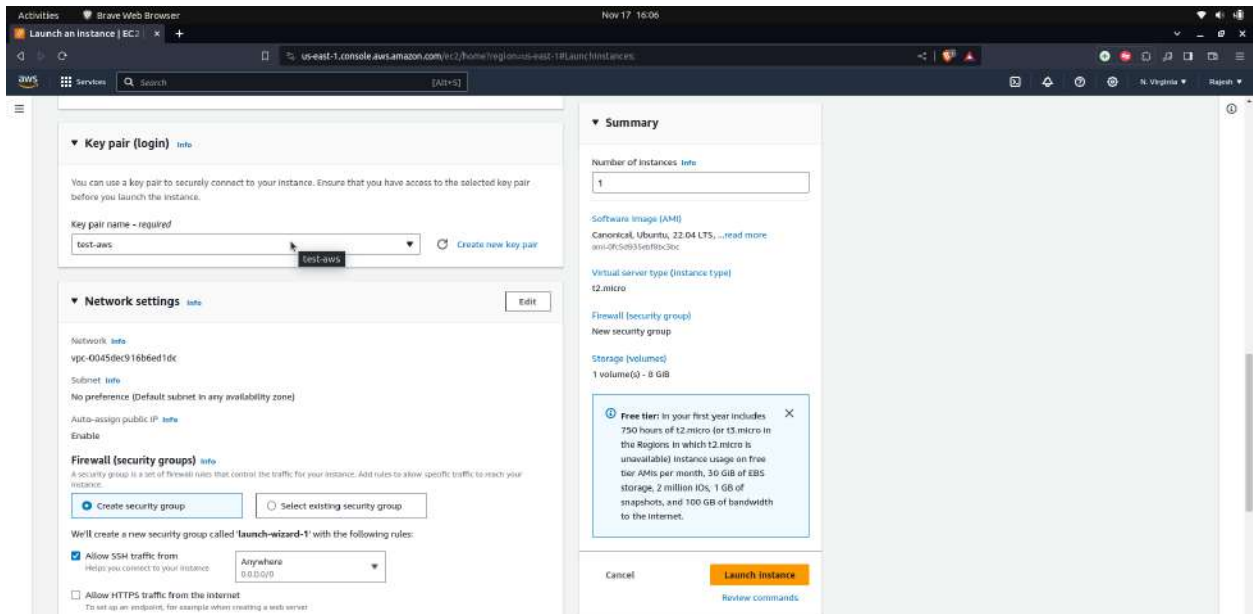 Activities
Brave Web Browser
Nov 17 16:06
Launch an instance | EC2
us-east-1.console.aws.amazon.com/ec2/home?region=us-east-1#LaunchInstances:
aws
Services
Search
[Alt+S]
N. Virginia
Rajesh
Key pair (login) Info
You can use a key pair to securely connect to your instance. Ensure that you have access to the selected key pair
before you launch the instance.
Key pair name - required
test-aws
Create new key pair
test-aws
Network settings Info
Edit
Network Info
vpc-0045dec916b6ed1dc
Subnet Info
No preference (Default subnet in any availability zone)
Auto-assign public IP Info
Enable
Firewall (security groups) Info
A security group is a set of firewall rules that control the traffic for your instance. Add rules to allow specific traffic to reach your
instance.
Create security group
Select existing security group
We'll create a new security group called 'launch-wizard-1' with the following rules:
Allow SSH traffic from
Helps you connect to your instance
Anywhere
0.0.0.0/0
Allow HTTPS traffic from the internet
To set up an endpoint, for example when creating a web server
Summary
Number of instances Info
1
Software Image (AMI)
Canonical, Ubuntu, 22.04 LTS, ...read more
Virtual server type (instance type)
t2.micro
Firewall (security group)
New security group
Storage (volumes)
1 volume(s) - 8 GiB
Free tier: In your first year includes
750 hours of t2.micro (or t3.micro in
the Regions in which t2.micro is
unavailable) instance usage on free
tier AMIs per month, 30 GiB of EBS
storage, 2 million IOs, 1 GB of
snapshots, and 100 GB of bandwidth
to the internet.
Cancel
Launch instance
Review commands